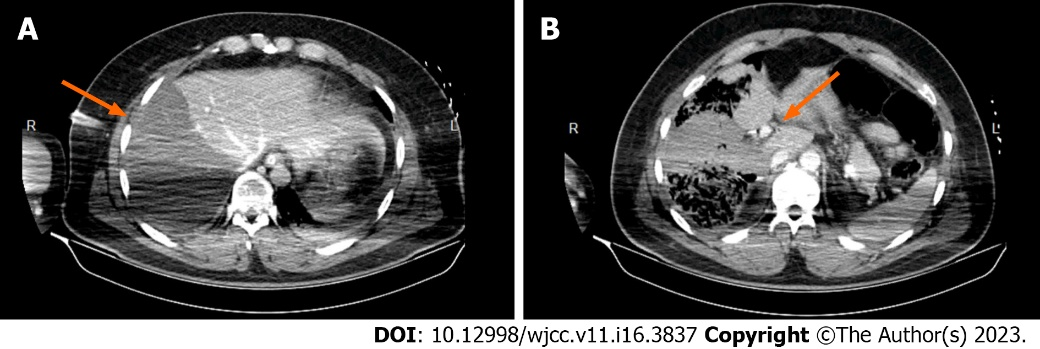 A
B
R
L
R
L
DOI: 10.12998/wjcc.v11.i16.3837 Copyright ©The Author(s) 2023.